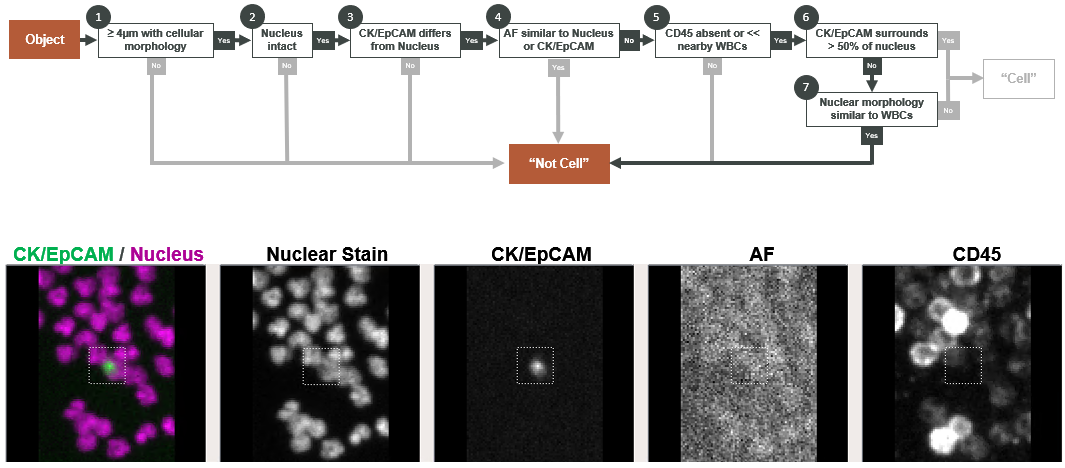 1
2
3
4
5
6
Object
≥ 4µm with cellular
morphology
Yes
Nucleus
intact
Yes
CK/EpCAM differs
from Nucleus
Yes
AF similar to Nucleus
or CK/EpCAM
No
CD45 absent or <<
nearby WBCs
Yes
CK/EpCAM surrounds
> 50% of nucleus
Yes
No
No
No
Yes
No
No
"Cell"
7
Nuclear morphology
similar to WBCs
No
Yes
"Not Cell"
CK/EpCAM / Nucleus
Nuclear Stain
CK/EpCAM
AF
CD45